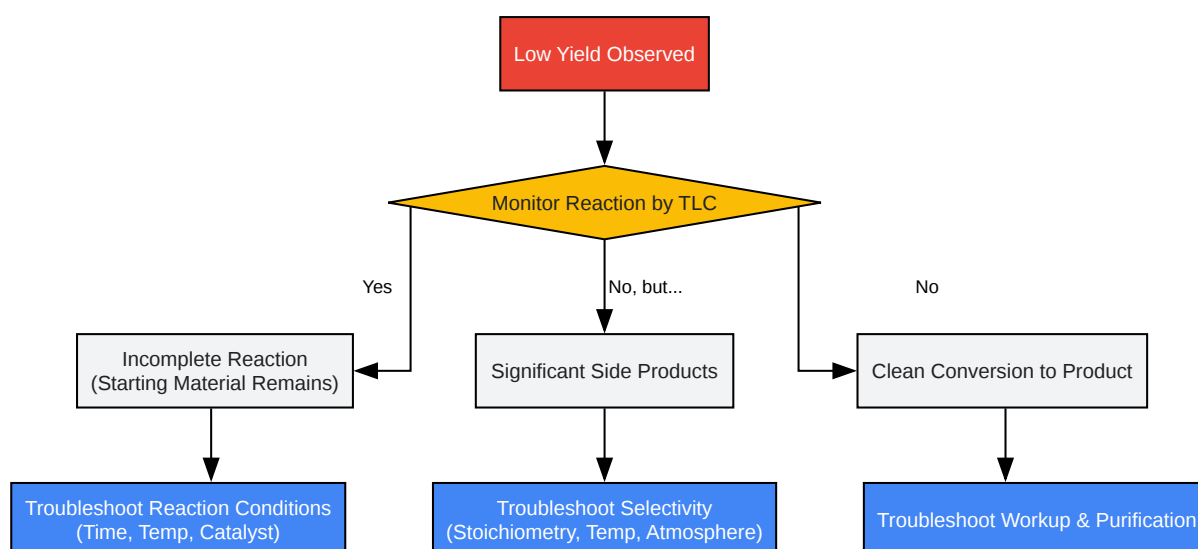 Low Yield Observed
Monitor Reaction by TLC
Yes
No, but...
No
Incomplete Reaction
(Starting Material Remains)
Significant Side Products
Clean Conversion to Product
Troubleshoot Reaction Conditions
(Time, Temp, Catalyst)
Troubleshoot Selectivity
(Stoichiometry, Temp, Atmosphere)
Troubleshoot Workup & Purification